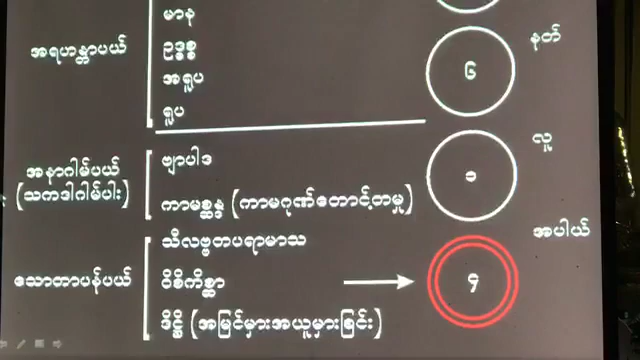 မာန
နတ်
ဥဒ္ဓစ္စ
အရဟန္တာပယ်
၆
အရူပ
ရူပ
လူ
ဗျာပါဒ
အနာဂါမ်ပယ်
(သကဒါဂါမ်ပါး)
၁
ကာမစ္ဆန္ဒ (ကာမဂုဏ်တောင့်တမှု)
အပါယ်
သီလဗ္ဗတပရာမာသ
သောတာပန်ပယ်
ဝိစိကိစ္ဆာ
၄
ဒိဋ္ဌိ (အမြင်မှားအယူမှားခြင်း)